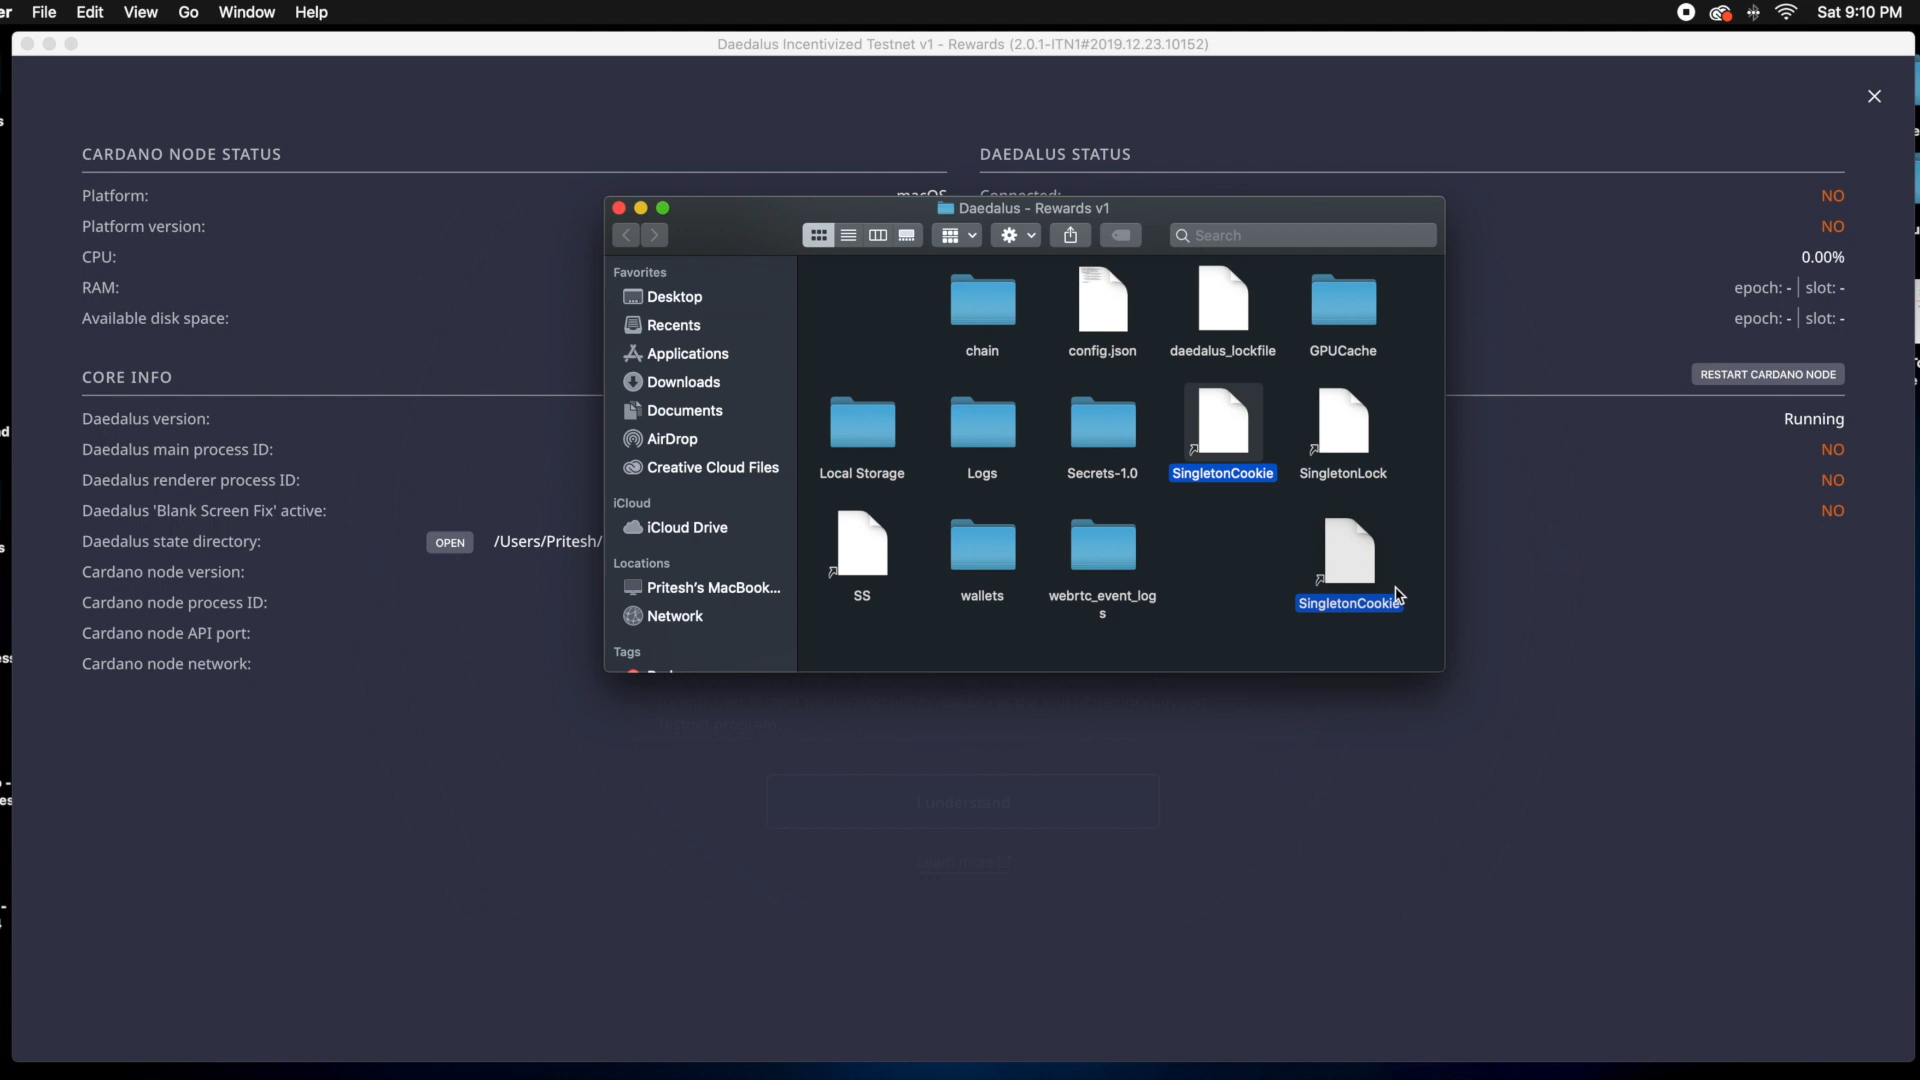 er File Edit View Go Window Help Sat 9:10 PM
Daedalus Incentivized Testnet v1 - Rewards (2.0.1-ITN1#2019.12.23.10152)
CARDANO NODE STATUS
Platform: macOS
Platform version:
CPU:
RAM:
Available disk space:
CORE INFO
Daedalus version:
Daedalus main process ID:
Daedalus renderer process ID:
Daedalus 'Blank Screen Fix' active:
Daedalus state directory: OPEN /Users/Pritesh/
Cardano node version:
Cardano node process ID:
Cardano node API port:
Cardano node network:
DAEDALUS STATUS
Connected: NO
NO
0.00%
epoch: - | slot: -
epoch: - | slot: -
RESTART CARDANO NODE
Running
NO
NO
NO
Daedalus - Rewards v1
Search
Favorites
Desktop
Recents
Applications
Downloads
Documents
AirDrop
Creative Cloud Files
iCloud
iCloud Drive
Locations
Pritesh's MacBook...
Network
Tags
chain config.json daedalus_lockfile GPUCache
Local Storage Logs Secrets-1.0 SingletonCookie SingletonLock
SS wallets webrtc_event_log
s
SingletonCookie
I understand
Learn more